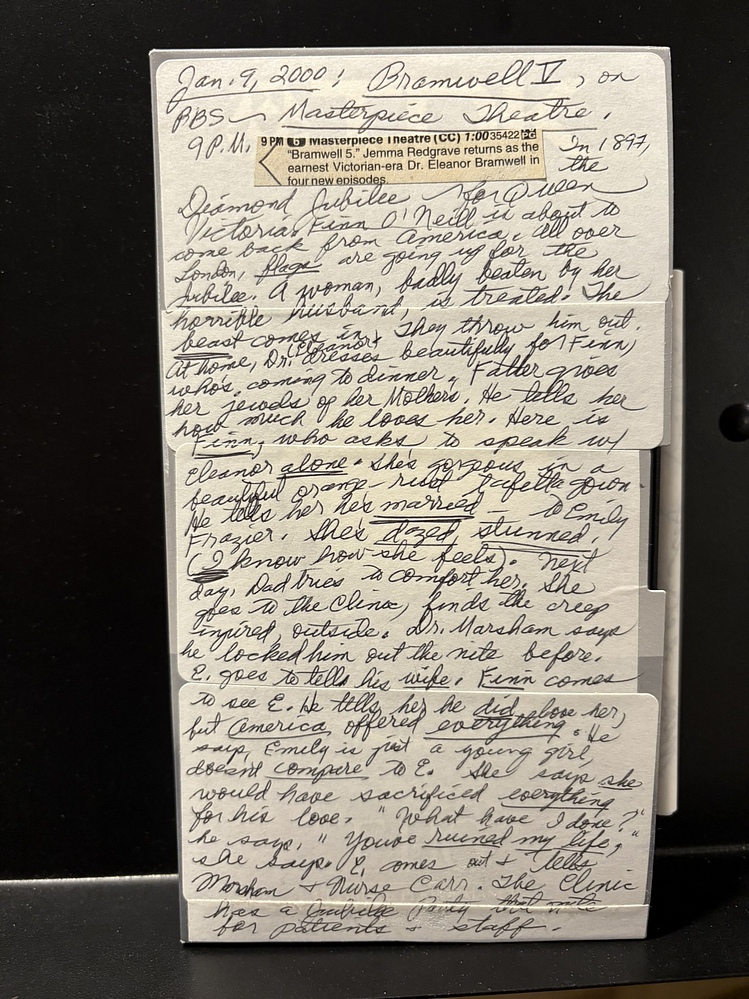 Jan. 9, 2000: Bramwell V, on
PBS – Masterpiece Theatre.
9 P.M. 9 PM 6 Masterpiece Theatre (CC) 1:00 35422 In 1897,
"Bramwell 5." Jemma Redgrave returns as the the
earnest Victorian-era Dr. Eleanor Bramwell in
four new episodes.
Diamond Jubilee for Queen
Victoria. Finn O'Neill is about to
come back from America. All over
London, flags are going up for the
Jubilee. A woman, badly beaten by her
horrible husband, is treated. The
beast comes in. They throw him out.
At home, Dr. (Eleanor) dresses beautifully for Finn,
who's coming to dinner. Father gives
her jewels of her Mothers. He tells her
how much he loves her. Here is
Finn, who asks to speak w/
Eleanor alone. She's gorgeous in a
beautiful orange rust taffetta gown.
He tells her he's married – to Emily
Frazier. She's dazed, stunned.
(I know how she feels). Next
day, Dad tries to comfort her. She
goes to the Clinic, finds the creep
injured, outside. Dr. Marsham says
he locked him out the nite before.
E. goes to tells his wife. Finn comes
to see E. He tells her he did love her,
but America offered everything. He
says, Emily is just a young girl,
doesn't compare to E. She says she
would have sacrificed everything
for his love. "What have I done?"
he says. "You've ruined my life,"
she says. E. comes out + tells
Marsham + Nurse Carr. The Clinic
has a Jubilee Party that nite
for patients + staff.